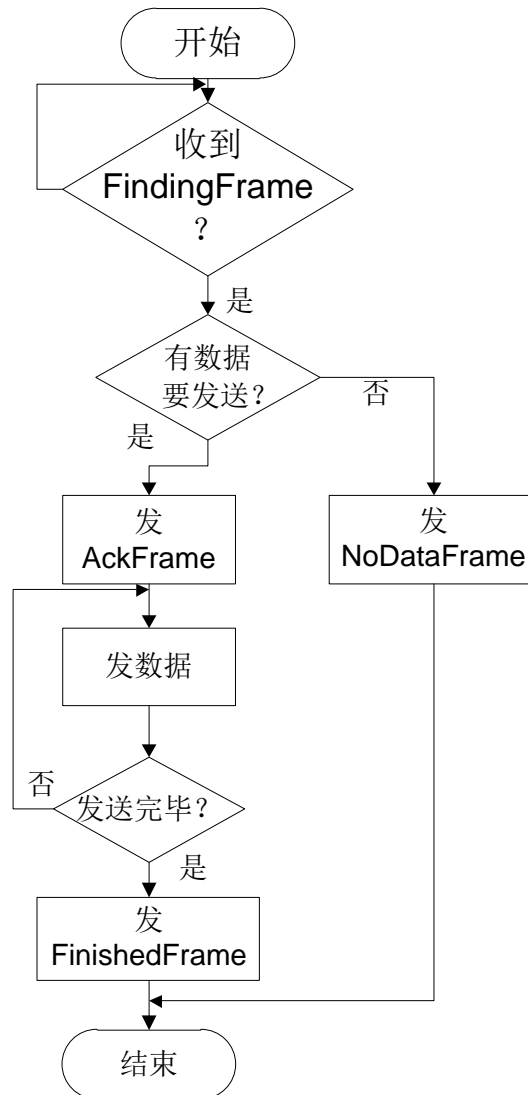 开始
收到
FindingFrame
？
是
有数据
要发送？
否
是
发
AckFrame
发
NoDataFrame
发数据
否
发送完毕？
是
发
FinishedFrame
结束